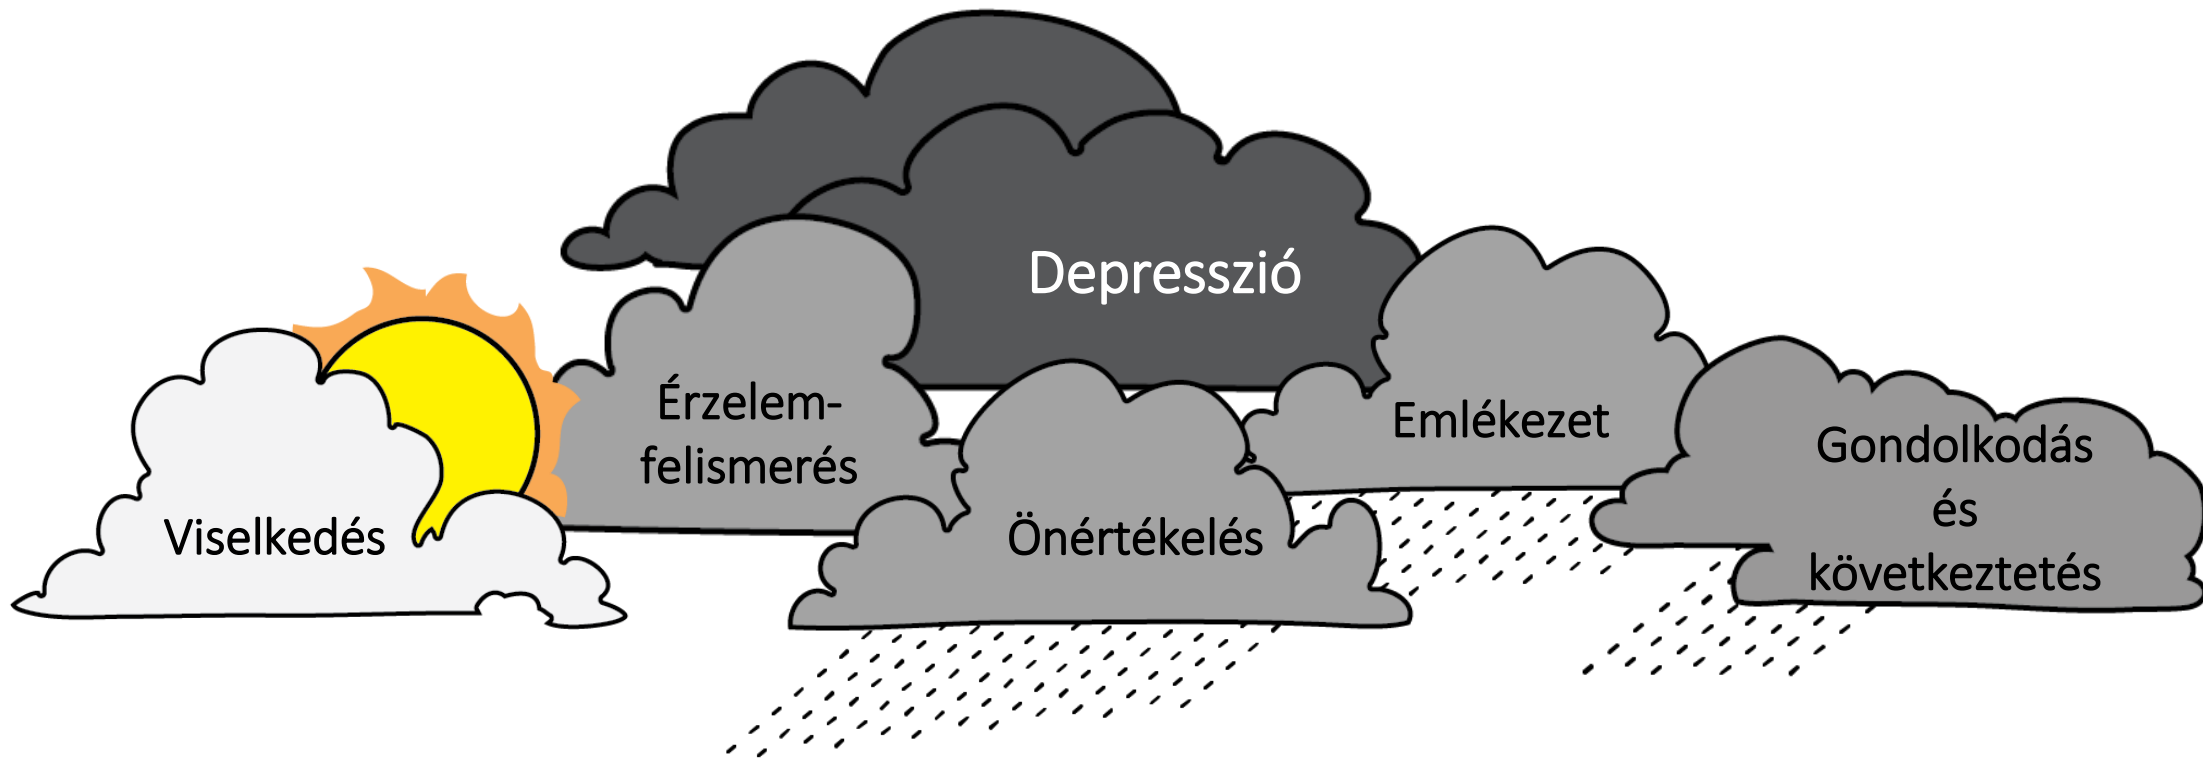 Depresszió
Érzelem-
felismerés
Emlékezet
Gondolkodás
és
következtetés
Viselkedés
Önértékelés